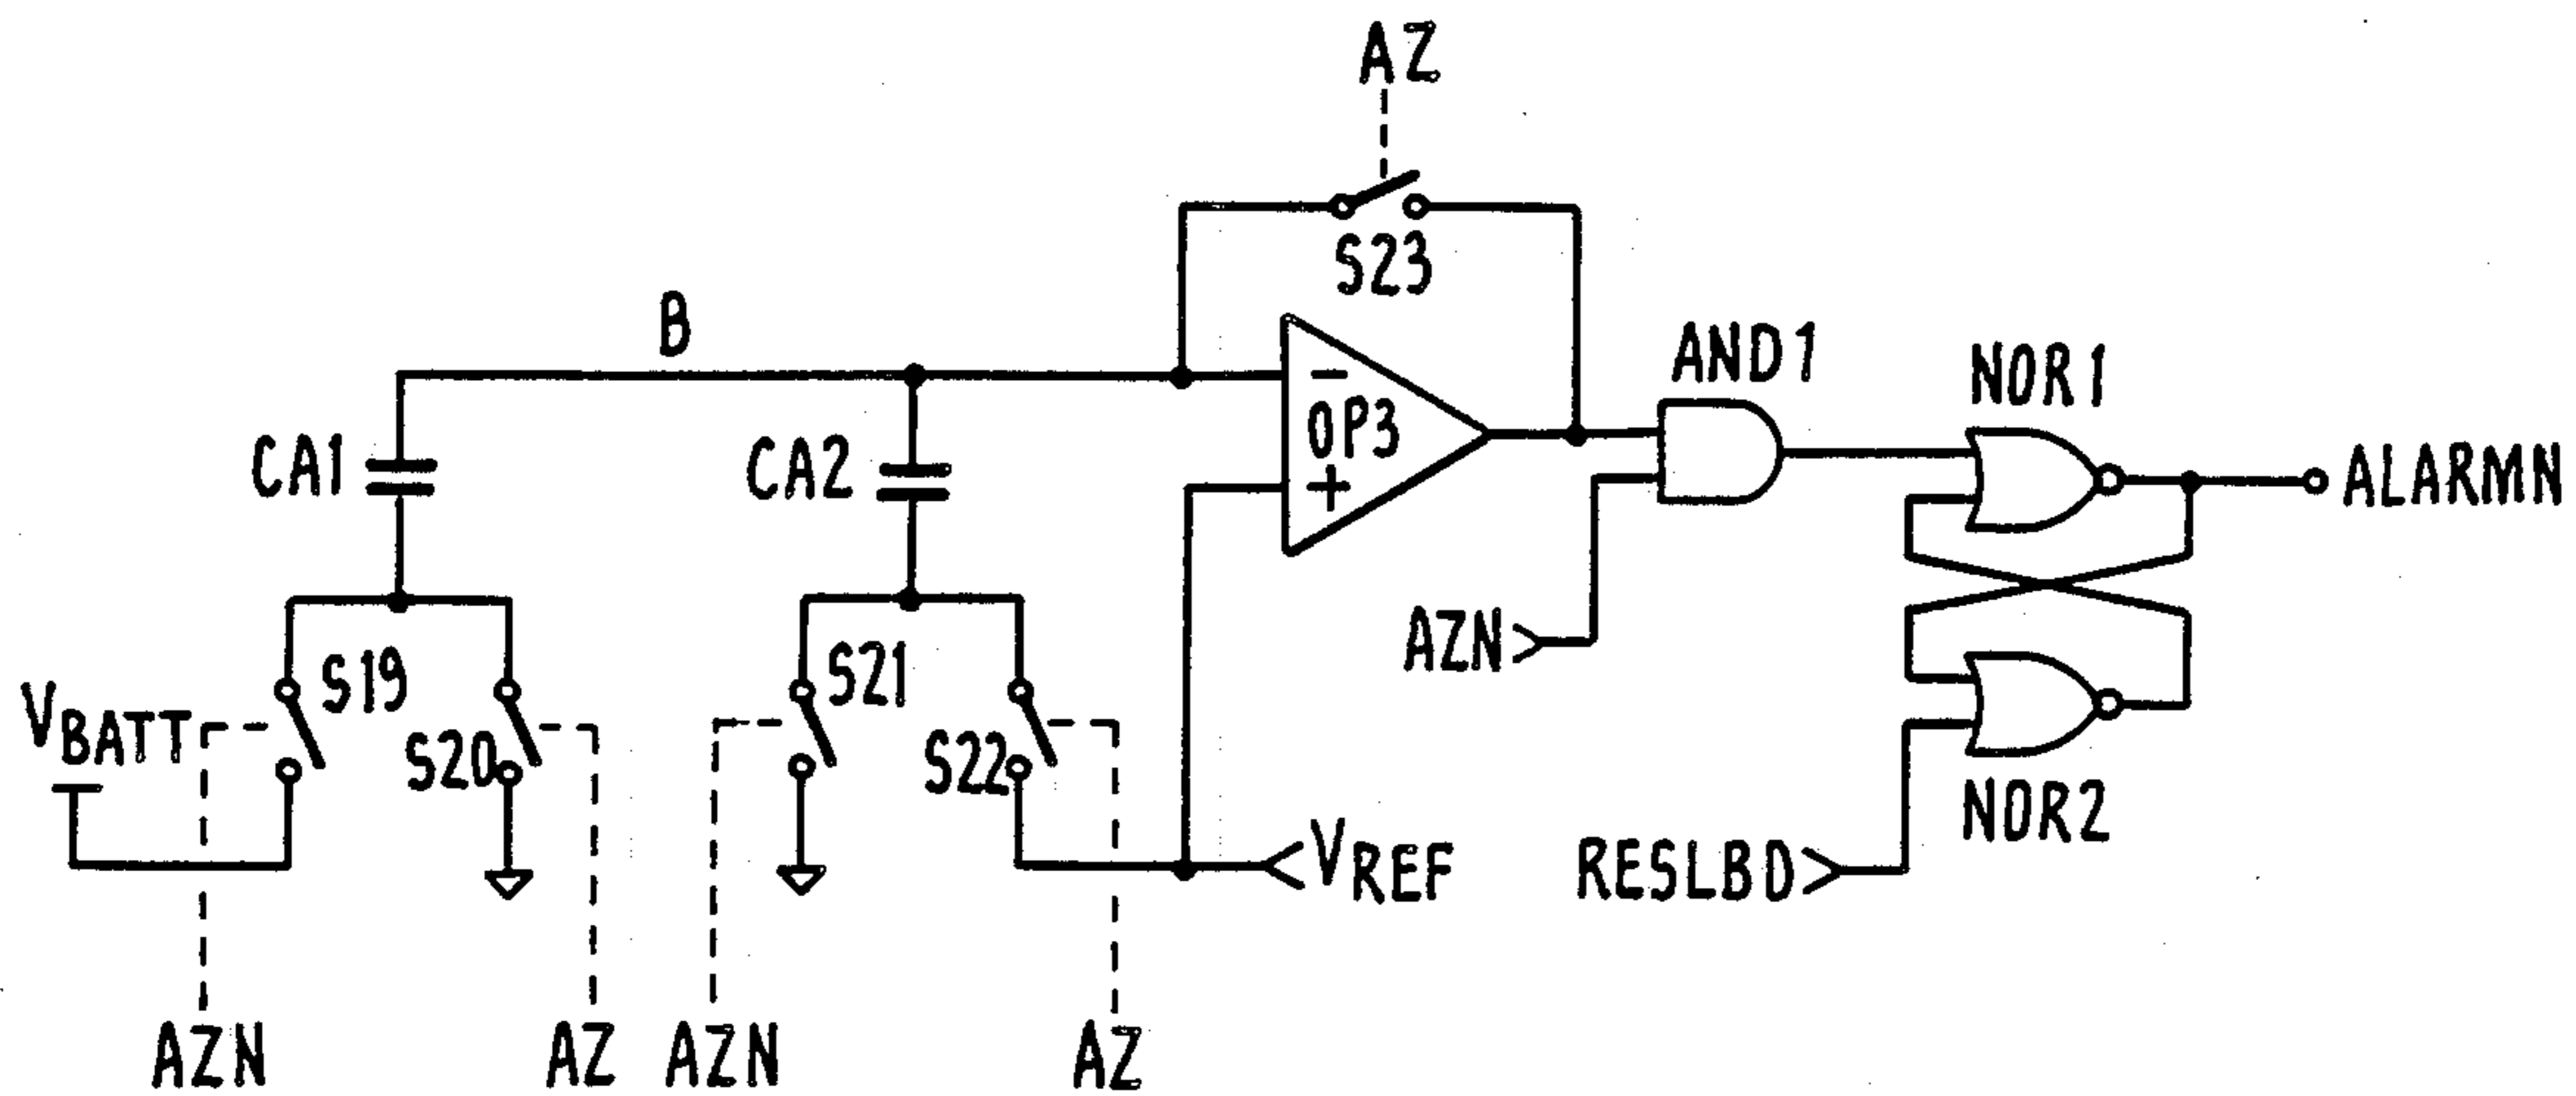 AZ
S23
B
AND1
NOR1
−
OP3
+
CA1
CA2
ALARMN
AZN
S19
S21
VBATT
S20
S22
NOR2
VREF
RESLBD
AZN
AZ
AZN
AZ